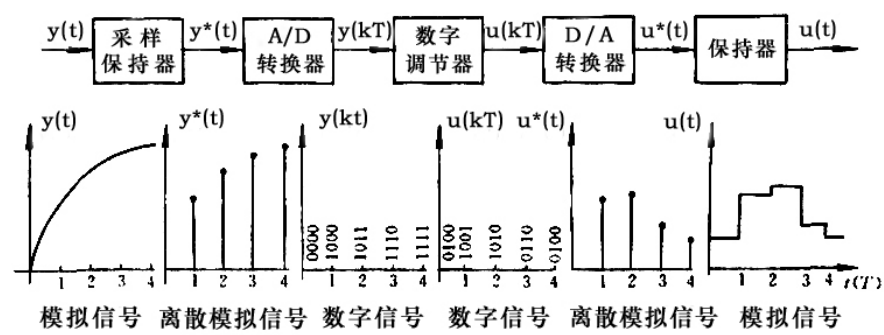 y(t) 采样保持器 y*(t) A/D转换器 y(kT) 数字调节器 u(kT) D/A转换器 u*(t) 保持器 u(t)
y(t) y*(t) y(kt) u(kT) u*(t) u(t)
0000 1000 1011 1110 1111 0100 1001 1010 0110 0100
1 2 3 4 1 2 3 4 1 2 3 4 1 2 3 4 1 2 3 4 1 2 3 4 t(T)
模拟信号 离散模拟信号 数字信号 数字信号 离散模拟信号 模拟信号